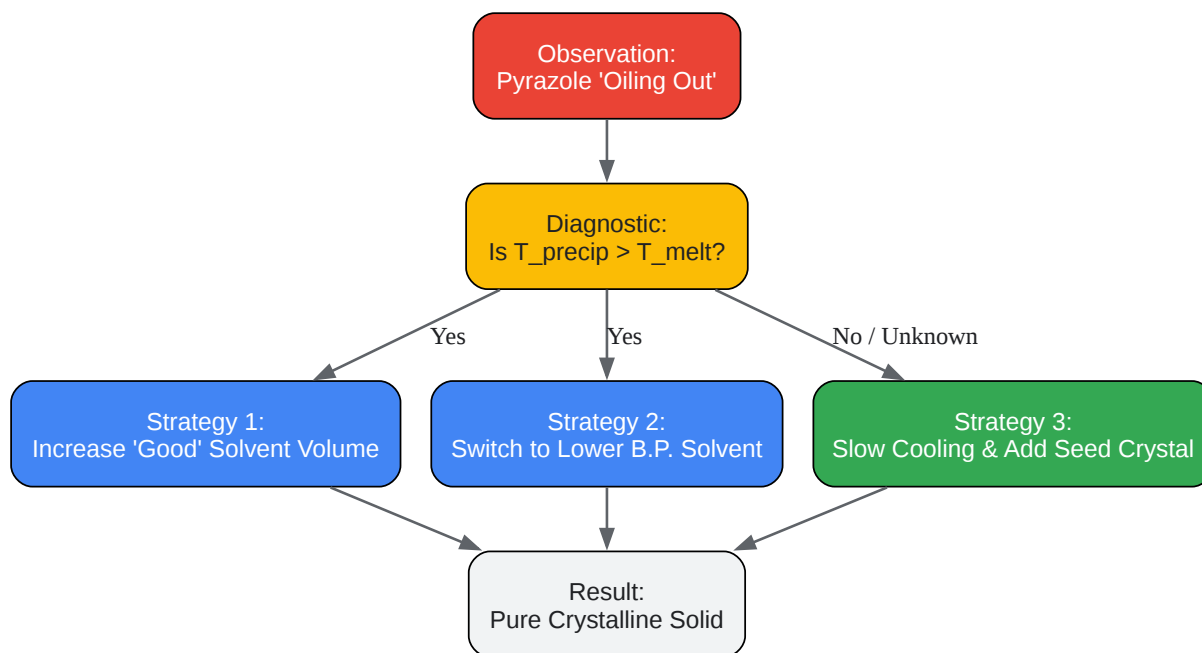 Observation:
Pyrazole 'Oiling Out'
Diagnostic:
Is T_precip > T_melt?
Yes
Yes
No / Unknown
Strategy 1:
Increase 'Good' Solvent Volume
Strategy 2:
Switch to Lower B.P. Solvent
Strategy 3:
Slow Cooling & Add Seed Crystal
Result:
Pure Crystalline Solid